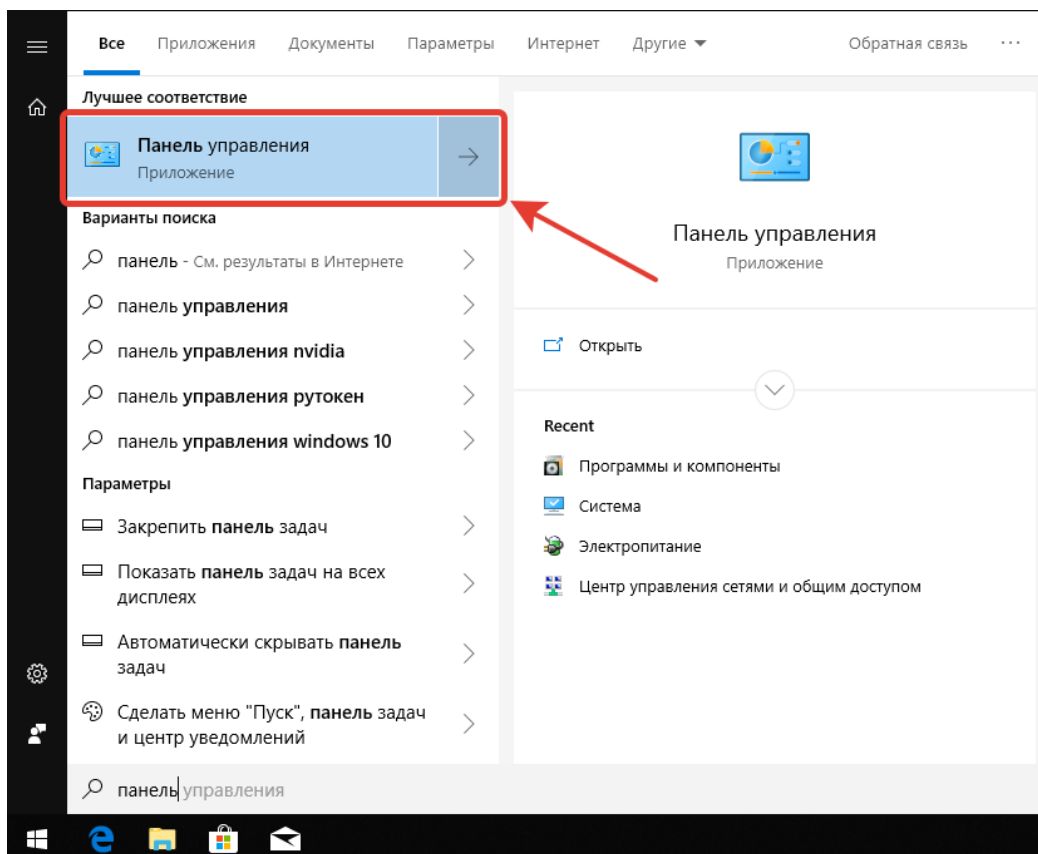 Все Приложения Документы Параметры Интернет Другие Обратная связь ...
Лучшее соответствие
Панель управления
Приложение
Варианты поиска
панель - См. результаты в Интернете
панель управления
панель управления nvidia
панель управления рутокен
панель управления windows 10
Параметры
Закрепить панель задач
Показать панель задач на всех
дисплеях
Автоматически скрывать панель
задач
Сделать меню "Пуск", панель задач
и центр уведомлений
панель управления
Панель управления
Приложение
Открыть
Recent
Программы и компоненты
Система
Электропитание
Центр управления сетями и общим доступом